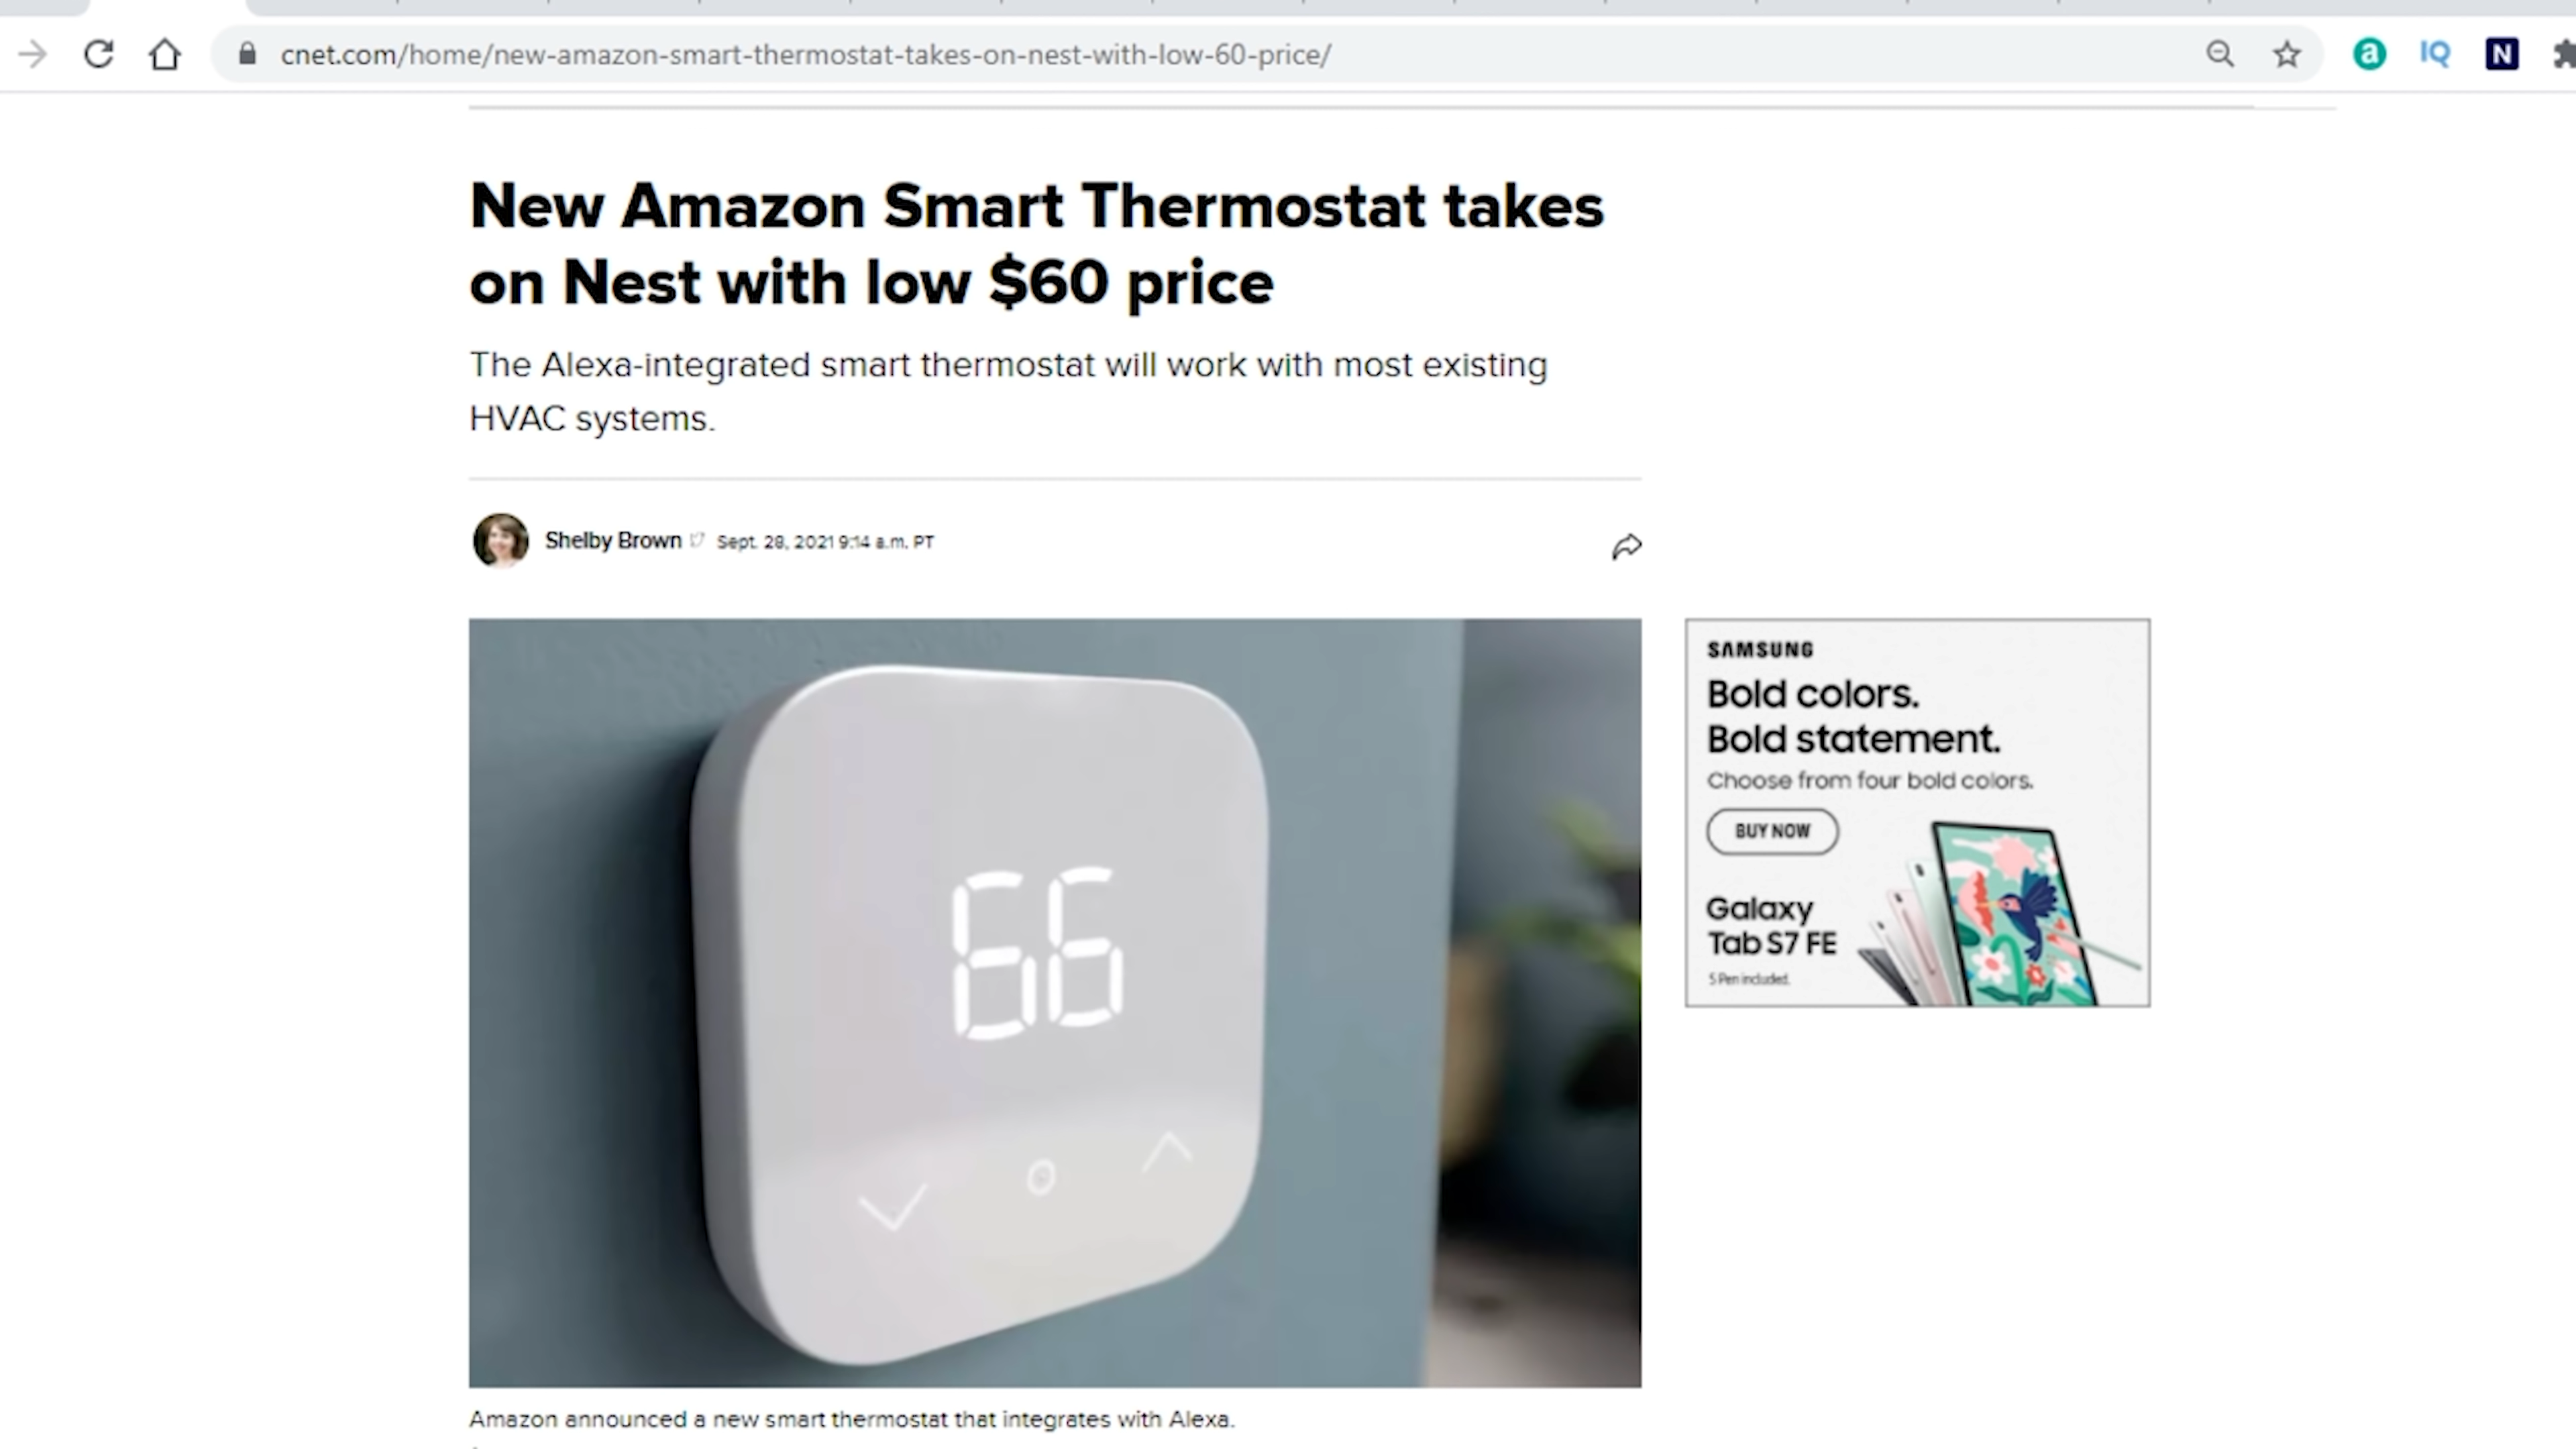 cnet.com/home/new-amazon-smart-thermostat-takes-on-nest-with-low-60-price/
a
IQ
N
New Amazon Smart Thermostat takes
on Nest with low $60 price
The Alexa-integrated smart thermostat will work with most existing
HVAC systems.
Shelby Brown Sept. 28, 2021 9:14 a.m. PT
66
SAMSUNG
Bold colors.
Bold statement.
Choose from four bold colors.
BUY NOW
Galaxy
Tab S7 FE
S Pen included.
Amazon announced a new smart thermostat that integrates with Alexa.